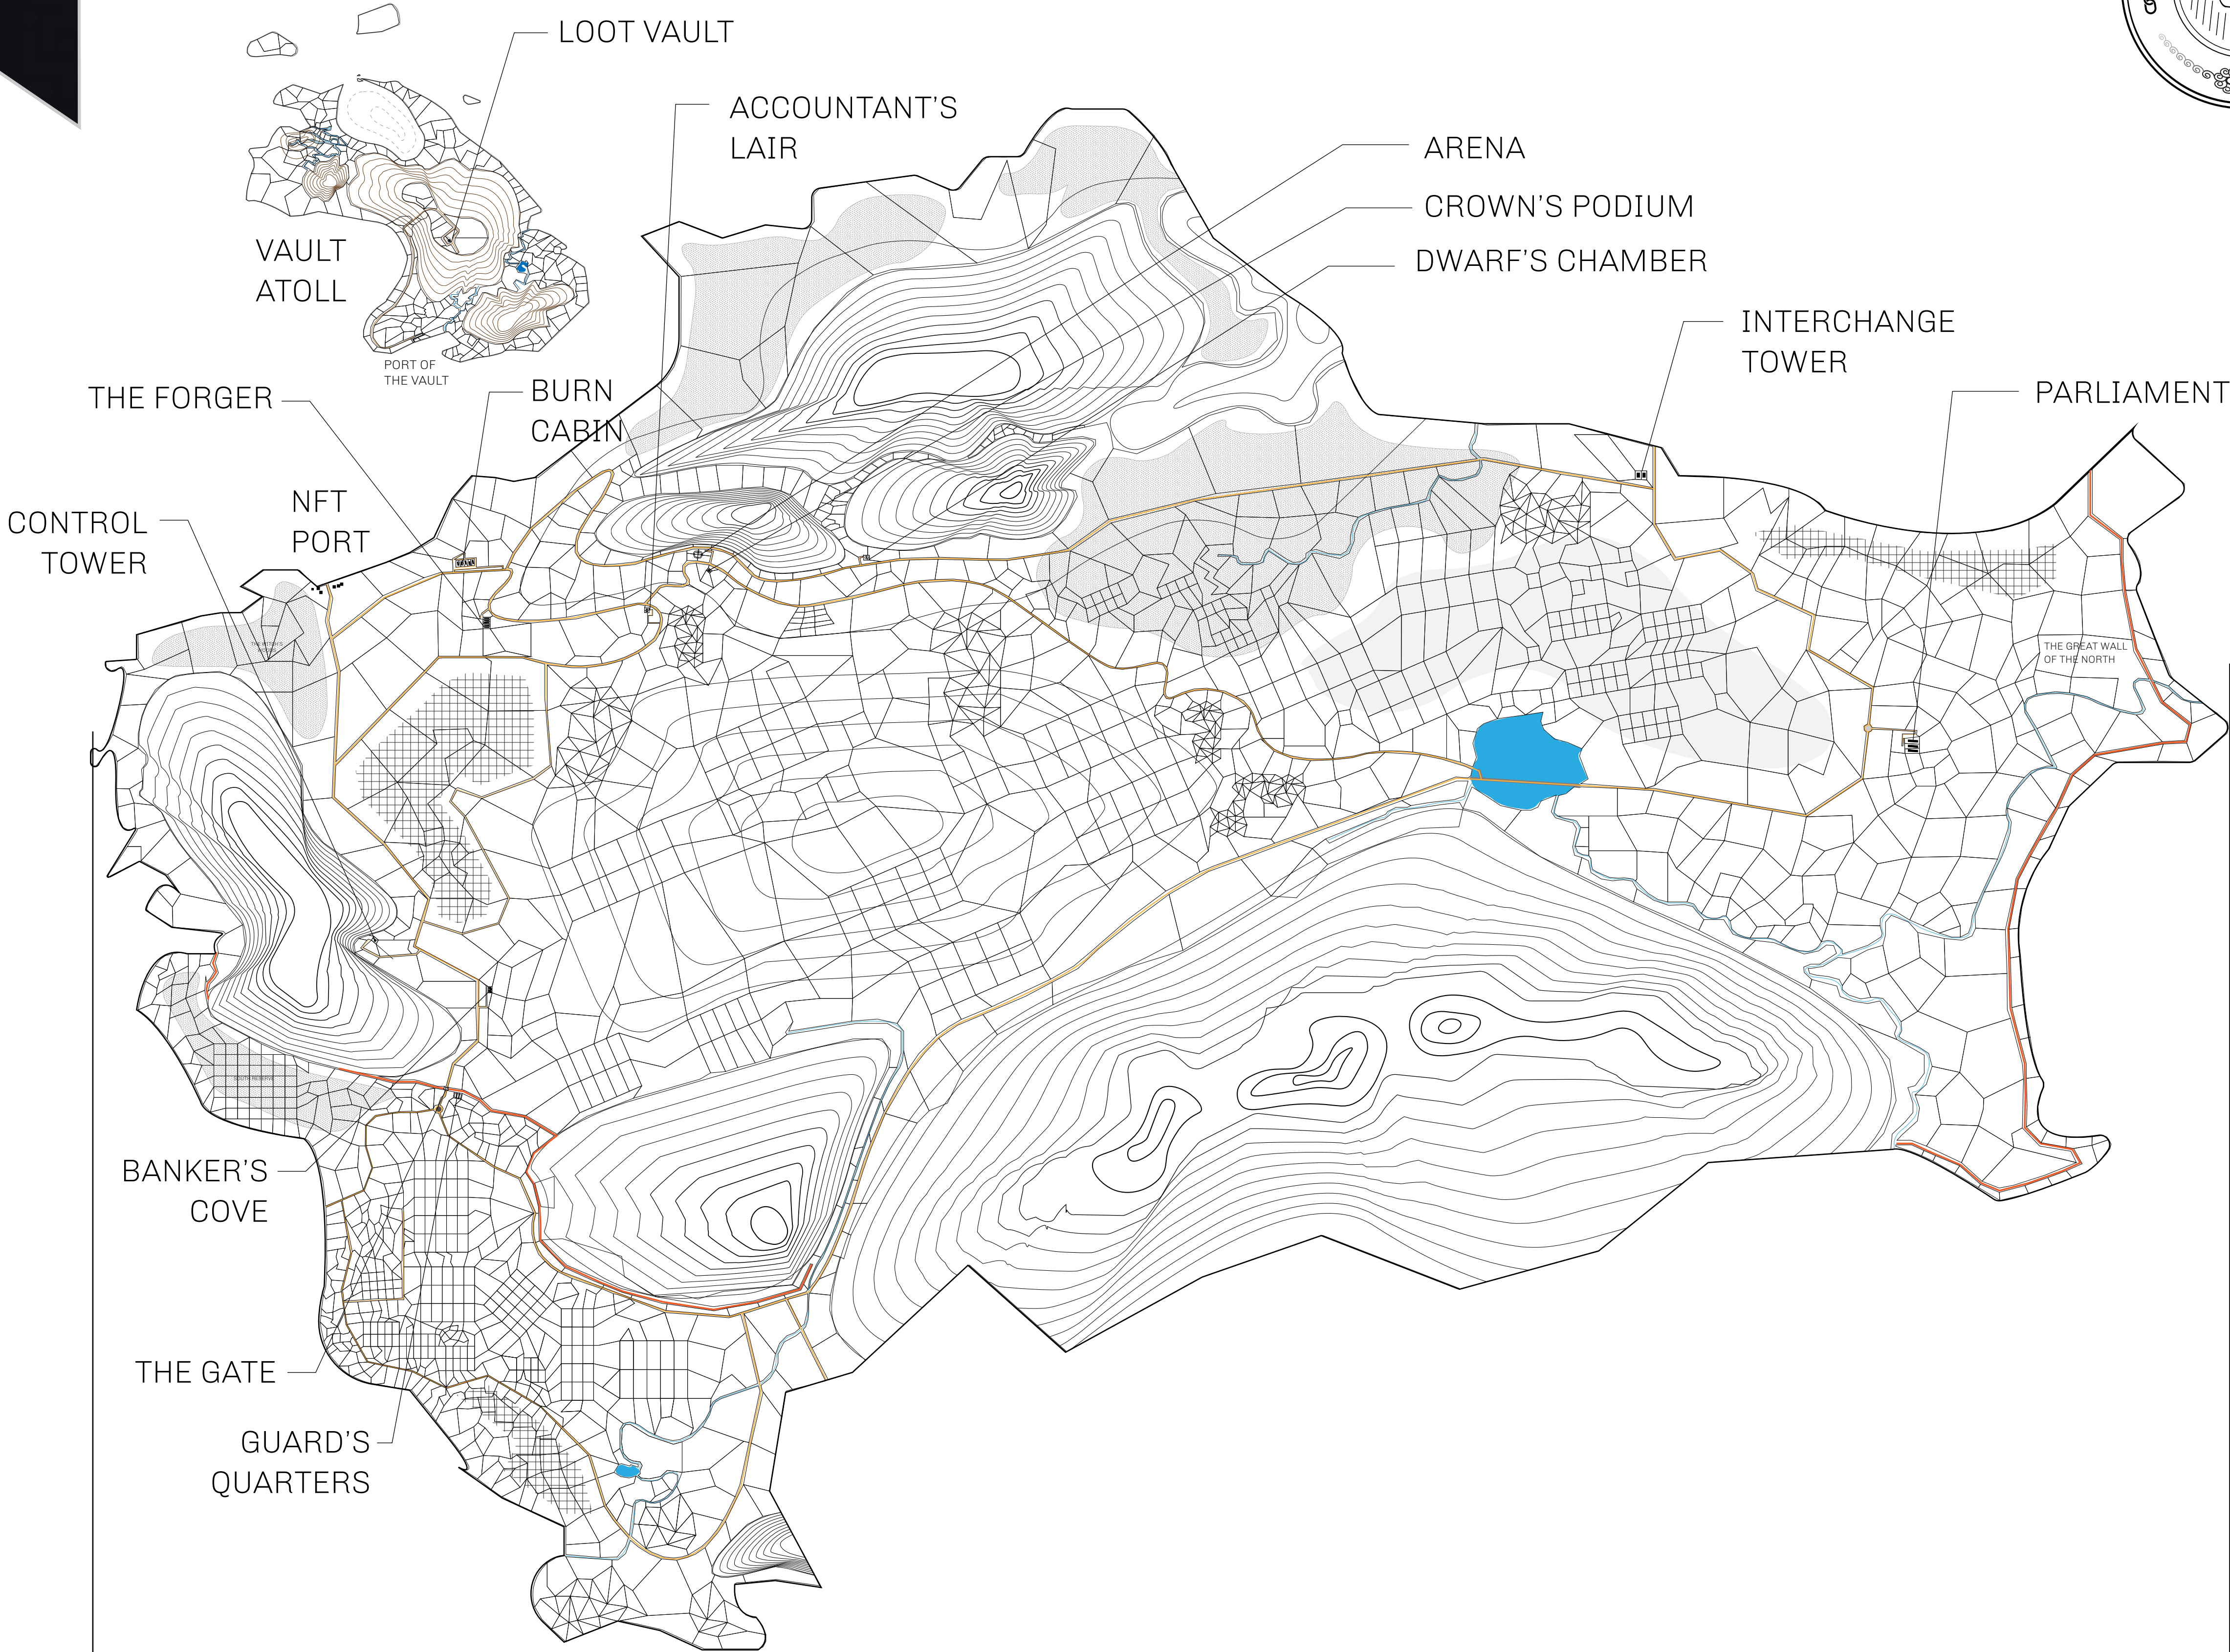 LOOT VAULT
ACCOUNTANT’S
LAIR
ARENA
CROWN’S PODIUM
DWARF’S CHAMBER
VAULT
ATOLL
INTERCHANGE
TOWER
PORT OF
THE VAULT
THE FORGER
BURN
CABIN
PARLIAMENT
CONTROL
TOWER
NFT
PORT
THE GREAT WALL
OF THE NORTH
SOUTH RESERVE
BANKER’S
COVE
THE GATE
GUARD’S
QUARTERS